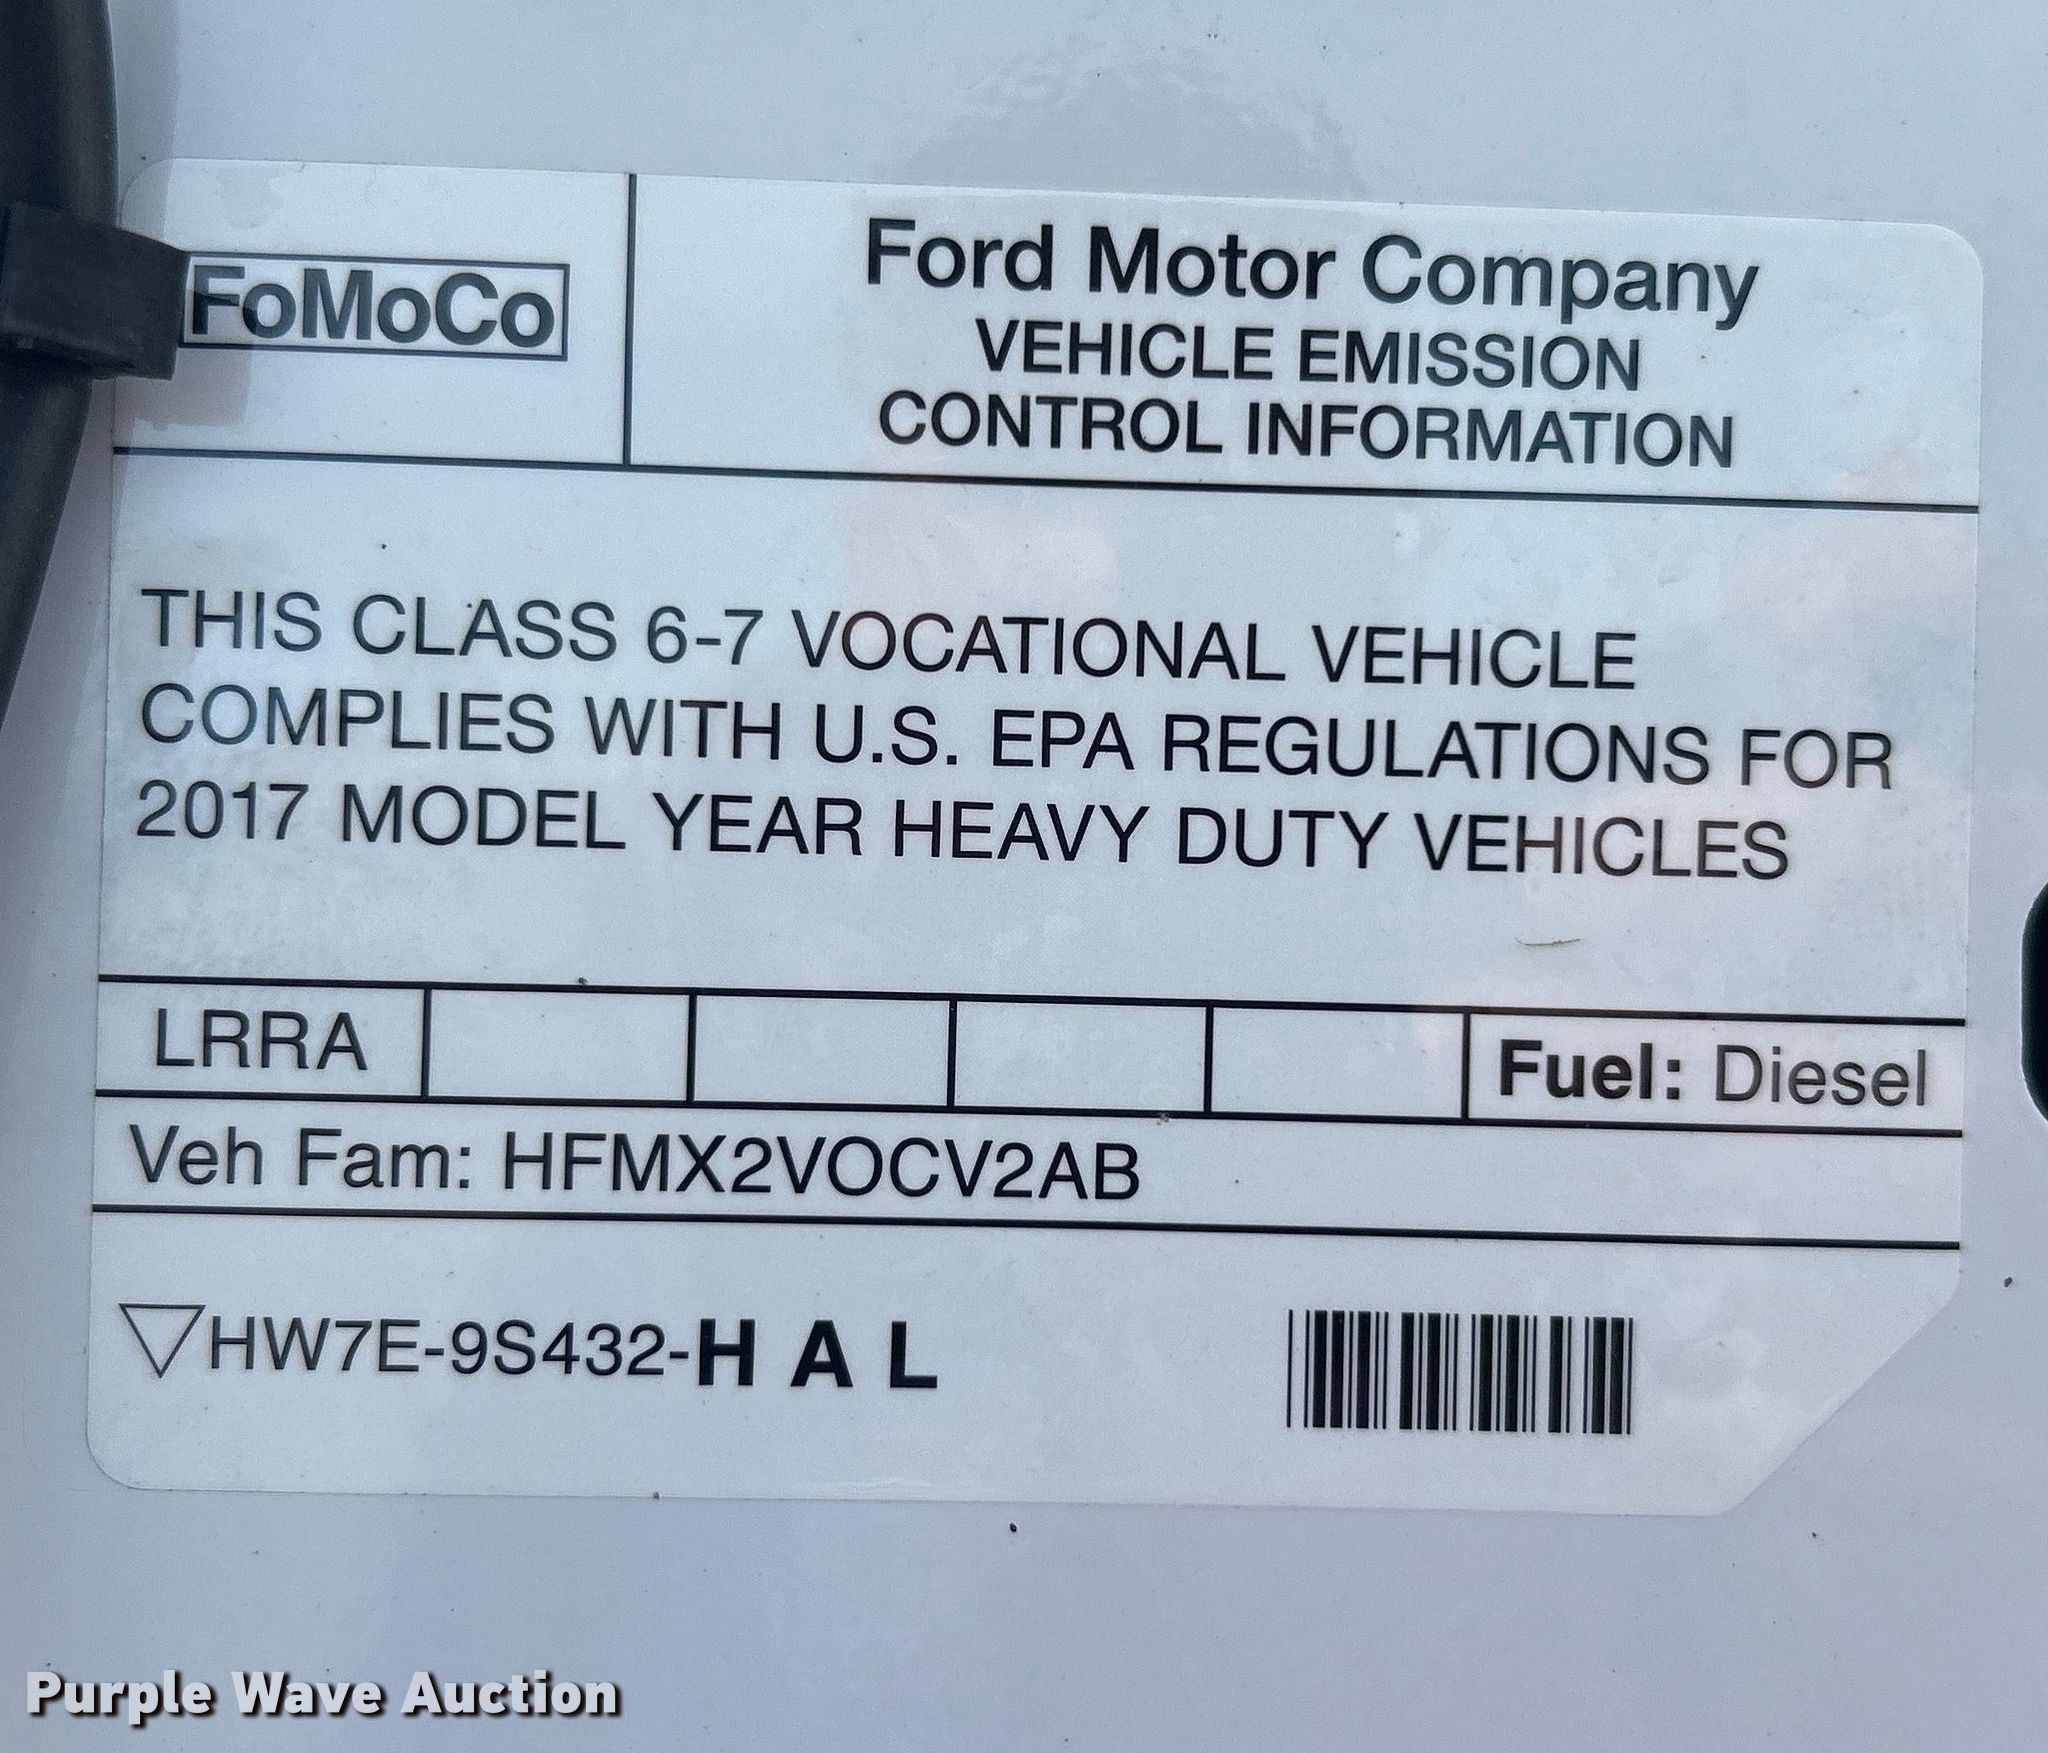 FoMoCo
Ford Motor Company
VEHICLE EMISSION
CONTROL INFORMATION
THIS CLASS 6-7 VOCATIONAL VEHICLE
COMPLIES WITH U.S. EPA REGULATIONS FOR
2017 MODEL YEAR HEAVY DUTY VEHICLES
LRRA
Fuel: Diesel
Veh Fam: HFMX2VOCV2AB
▽HW7E-9S432-H A L
Purple Wave Auction